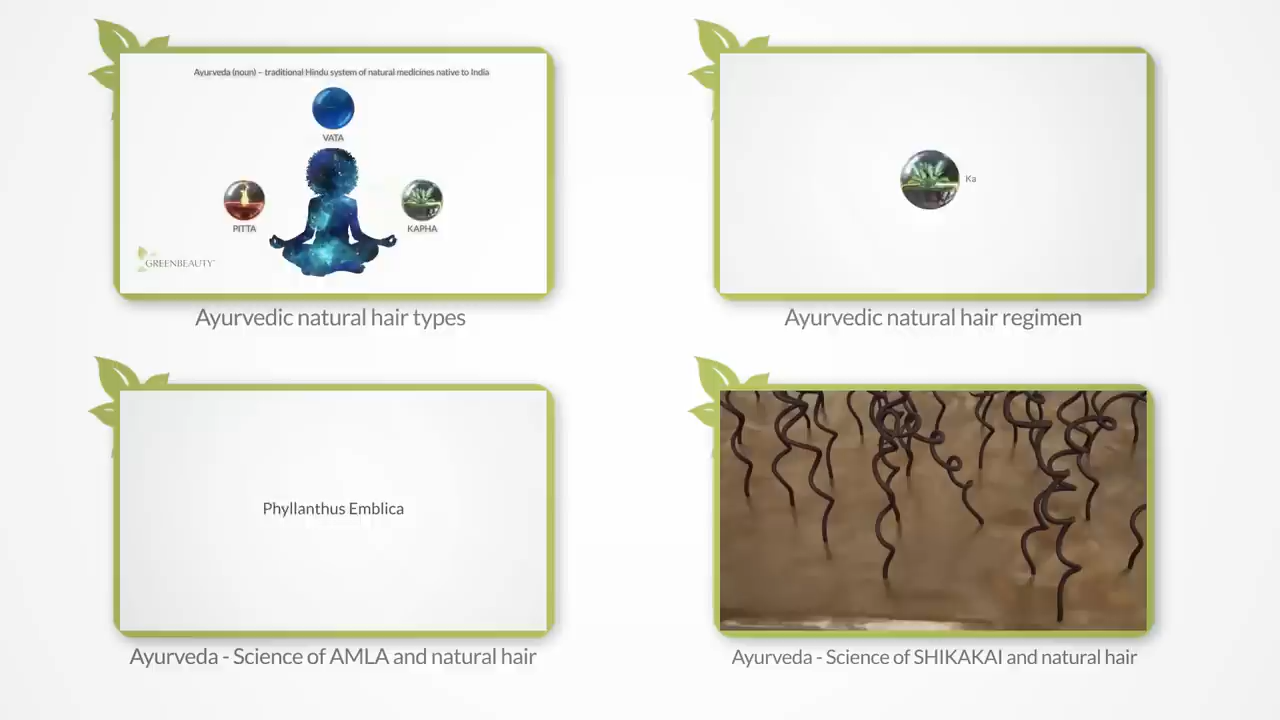 Ayurveda (noun) – traditional Hindu system of natural medicines native to India
VATA
PITTA
KAPHA
GREENBEAUTY
Ayurvedic natural hair types
Ka
Ayurvedic natural hair regimen
Phyllanthus Emblica
Ayurveda - Science of AMLA and natural hair
Ayurveda - Science of SHIKAKAI and natural hair